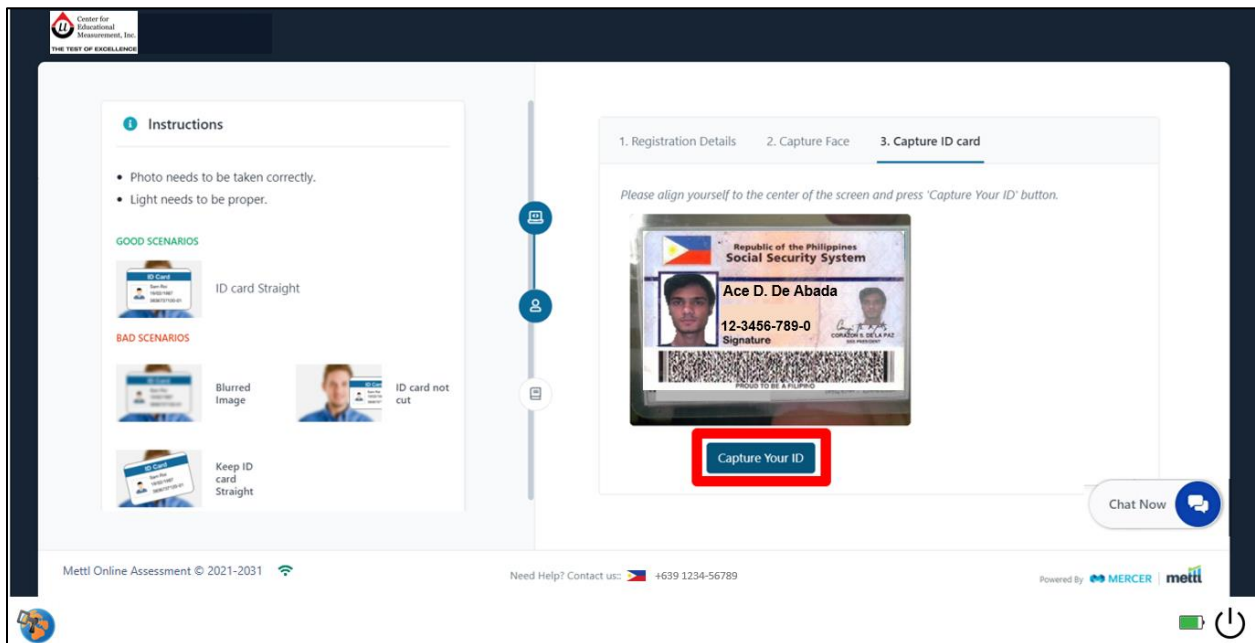 Center for
Educational
Measurement, Inc.
THE TEST OF EXCELLENCE
Instructions
Photo needs to be taken correctly.
Light needs to be proper.
GOOD SCENARIOS
ID Card
ID card Straight
BAD SCENARIOS
Blurred
Image
ID card not
cut
ID Card
Keep ID
card
Straight
1. Registration Details 2. Capture Face 3. Capture ID card
Please align yourself to the center of the screen and press 'Capture Your ID' button.
Republic of the Philippines
Social Security System
Ace D. De Abada
12-3456-789-0
Signature
CORAZON S. DE LA PAZ
PROUD TO BE A FILIPINO
Capture Your ID
Chat Now
Mettl Online Assessment © 2021-2031
Need Help? Contact us:: +639 1234-56789
Powered By MERCER | mettl